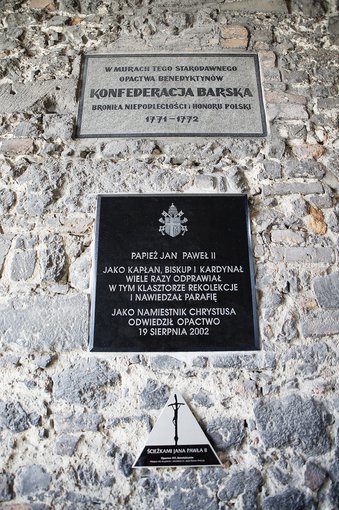 W MURACH TEGO STARODAWNEGO
OPACTWA BENEDYKTYNÓW
KONFEDERACJA BARSKA
BRONIŁA NIEPODLEGŁOŚCI I HONORU POLSKI
1771-1772
PAPIEŻ JAN PAWEŁ II
JAKO KAPŁAN, BISKUP I KARDYNAŁ
WIELE RAZY ODPRAWIAŁ
W TYM KLASZTORZE REKOLEKCJE
I NAWIEDZAŁ PARAFIĘ
JAKO NAMIESTNIK CHRYSTUSA
ODWIEDZIŁ OPACTWO
19 SIERPNIA 2002
ŚCIEŻKAMI JANA PAWŁA II